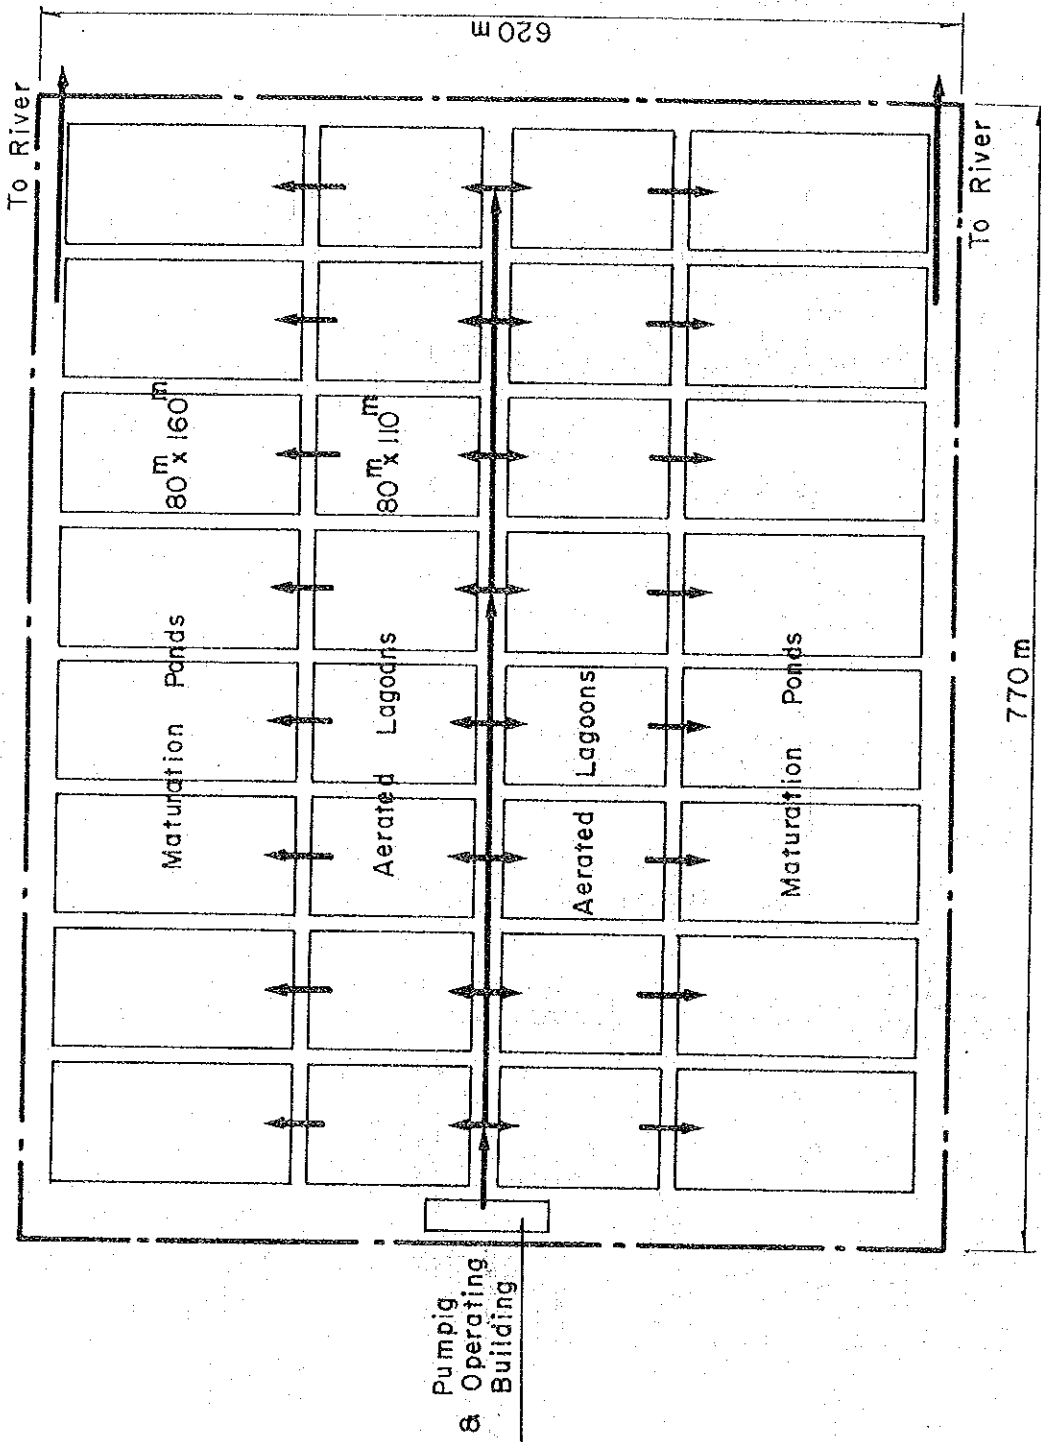 To River
620 m
80m x 160m
80m x 110m
Maturation Ponds
Aerated Lagoons
Aerated Lagoons
Maturaition Ponds
To River
770 m
Pumpig
& Operating
Building